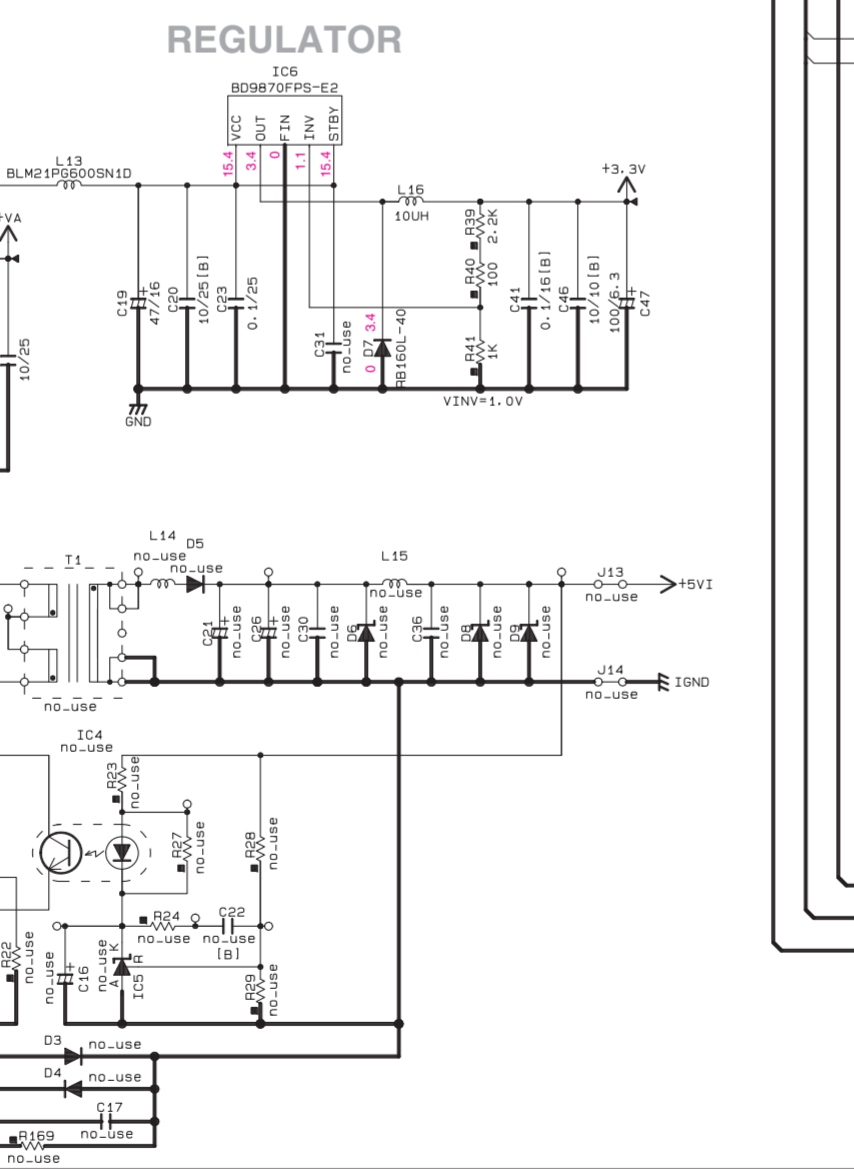 REGULATOR
IC6
BD9870FPS-E2
VCC
OUT
FIN
INV
STBY
15.4
3.4
0
1.1
15.4
L13
BLM21PG600SN1D
+VA
10/25
C19
47/16
C20
10/25[B]
C23
0.1/25
C31
no_use
D7
0
3.4
RB160L-40
L16
10UH
R39
2.2K
R40
100
R41
1K
C41
0.1/16[B]
C46
10/10[B]
100/6.3
C47
+3.3V
GND
VINV=1.0V
T1
no_use
L14
no_use
D5
no_use
C21
no_use
C26
no_use
C30
no_use
D6
no_use
L15
no_use
C36
no_use
D8
no_use
D9
no_use
J13
no_use
+5VI
J14
no_use
IGND
IC4
no_use
R23
no_use
R27
no_use
R28
no_use
R24
no_use
C22
no_use
[B]
R22
no_use
no_use
C16
no_use
A
K
R
IC5
R29
no_use
D3
no_use
D4
no_use
C17
no_use
R169
no_use